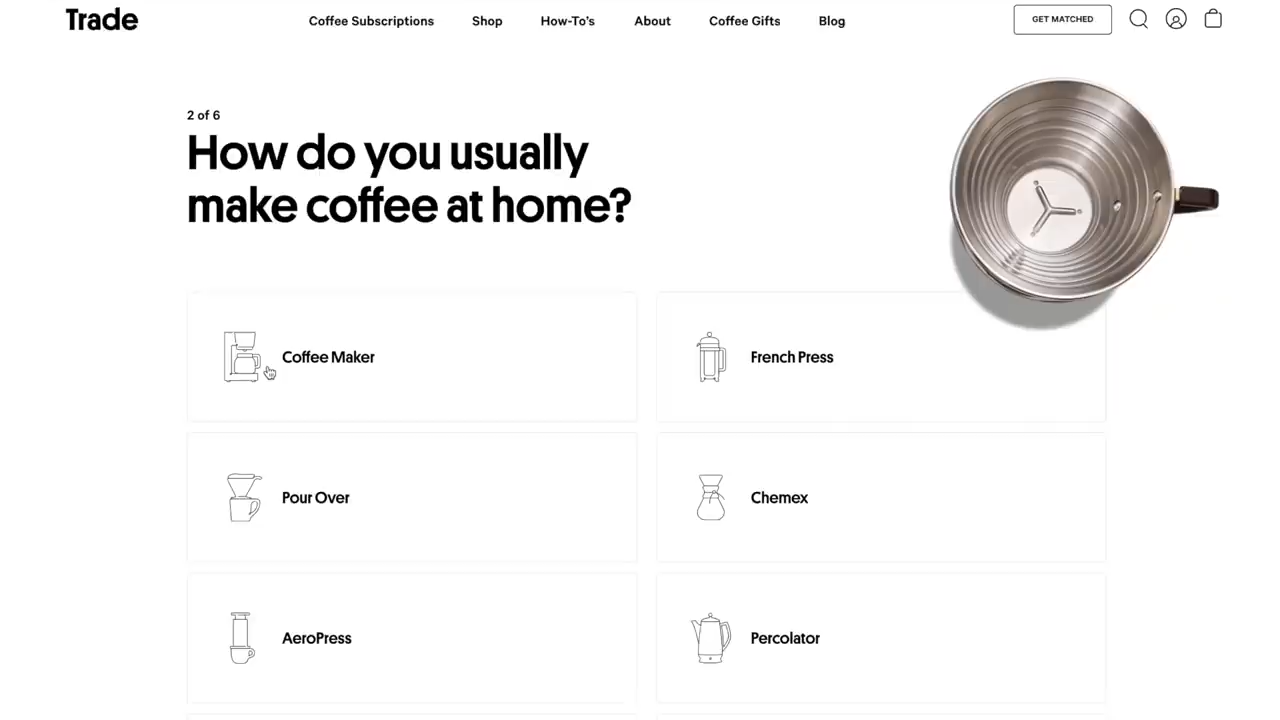 Trade
Coffee Subscriptions
Shop
How-To's
About
Coffee Gifts
Blog
GET MATCHED
2 of 6
How do you usually
make coffee at home?
Coffee Maker
French Press
Pour Over
Chemex
AeroPress
Percolator